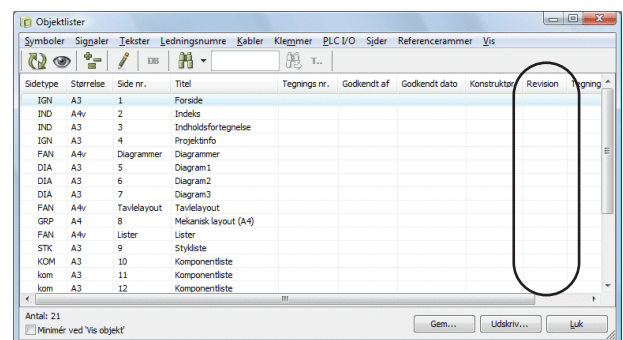 Objektlister
Symboler Signaler Tekster Ledningsnumre Kabler Klemmer PLC I/O Sider Referencerammer Vis
DB T...
Sidetype Størrelse Side nr. Titel Tegnings nr. Godkendt af Godkendt dato Konstruktør Revision Tegning
IGN A3 1 Forside
IND A4v 2 Indeks
IND A3 3 Indholdsfortegnelse
IGN A3 4 Projektinfo
FAN A4v Diagrammer Diagrammer
DIA A3 5 Diagram1
DIA A3 6 Diagram2
DIA A3 7 Diagram3
FAN A4v Tavlelayout Tavlelayout
GRP A4 8 Mekanisk layout (A4)
FAN A4v Lister Lister
STK A3 9 Stykliste
KOM A3 10 Komponentliste
kom A3 11 Komponentliste
kom A3 12 Komponentliste
Antal: 21
Minimér ved 'Vis objekt'
Gem... Udskriv... Luk